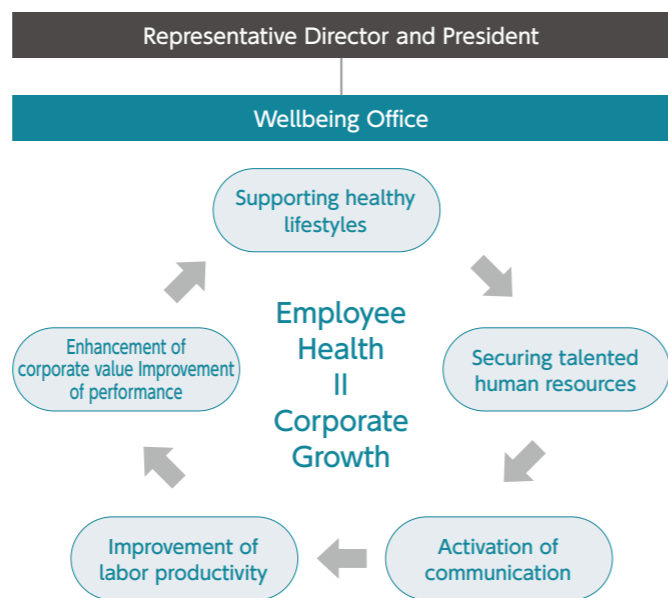 Representative Director and President
Wellbeing Office
Supporting healthy
lifestyles
Employee
Health
II
Corporate
Growth
Enhancement of
corporate value Improvement
of performance
Securing talented
human resources
Improvement of
labor productivity
Activation of
communication